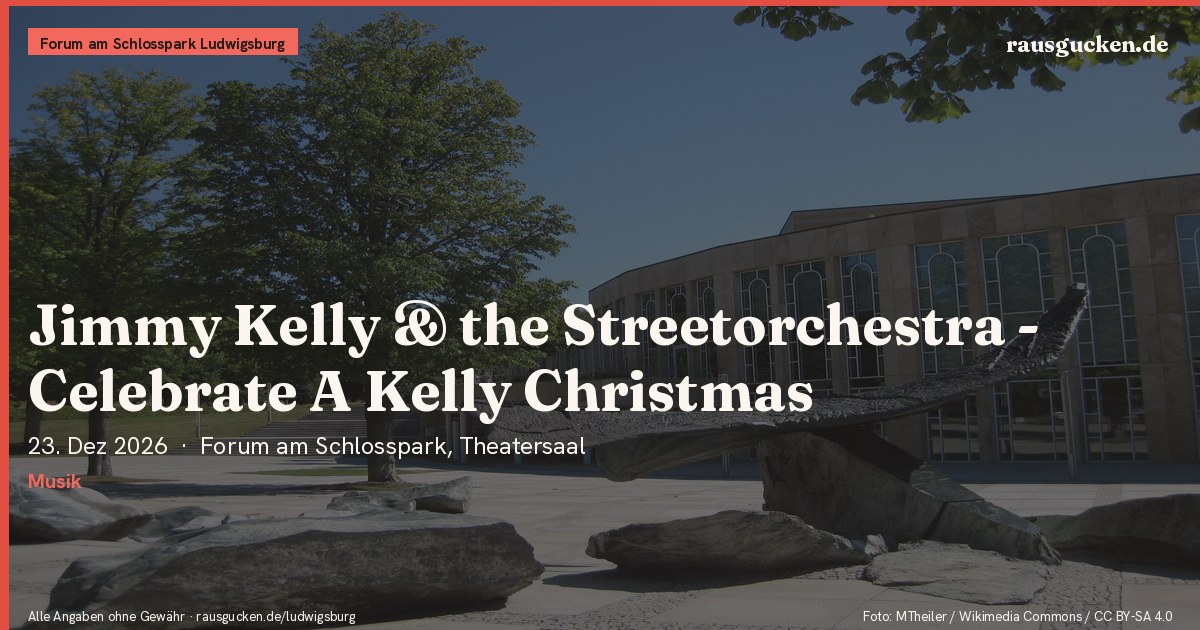 Forum am Schlosspark Ludwigsburg
rausgucken.de
Jimmy Kelly & the Streetorchestra -
Celebrate A Kelly Christmas
23. Dez 2026 · Forum am Schlosspark, Theatersaal
Musik
Alle Angaben ohne Gewähr · rausgucken.de/ludwigsburg
Foto: MTheiler / Wikimedia Commons / CC BY-SA 4.0